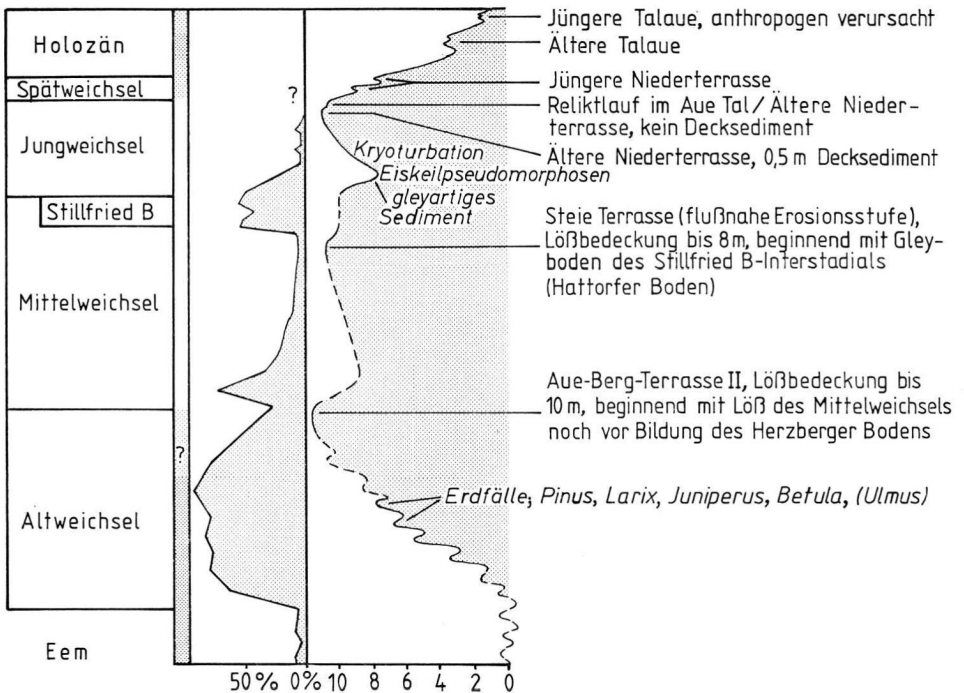 Holozän
Spätweichsel
Jungweichsel
Stillfried B
Mittelweichsel
?
Altweichsel
Eem
?
Jüngere Talaue, anthropogen verursacht
Ältere Talaue
Jüngere Niederterrasse
Reliktlauf im Aue Tal/Ältere Nieder-
terrasse, kein Decksediment
Ältere Niederterrasse, 0,5m Decksediment
Kryoturbation
Eiskeilpseudomorphosen
gleyartiges
Sediment
Steie Terrasse (flußnahe Erosionsstufe),
Lößbedeckung bis 8m, beginnend mit Gley-
boden des Stillfried B-Interstadials
(Hattorfer Boden)
Aue-Berg-Terrasse II, Lößbedeckung bis
10m, beginnend mit Löß des Mittelweichsels
noch vor Bildung des Herzberger Bodens
Erdfälle; Pinus, Larix, Juniperus, Betula, (Ulmus)
50% 0% 10 8 6 4 2 0